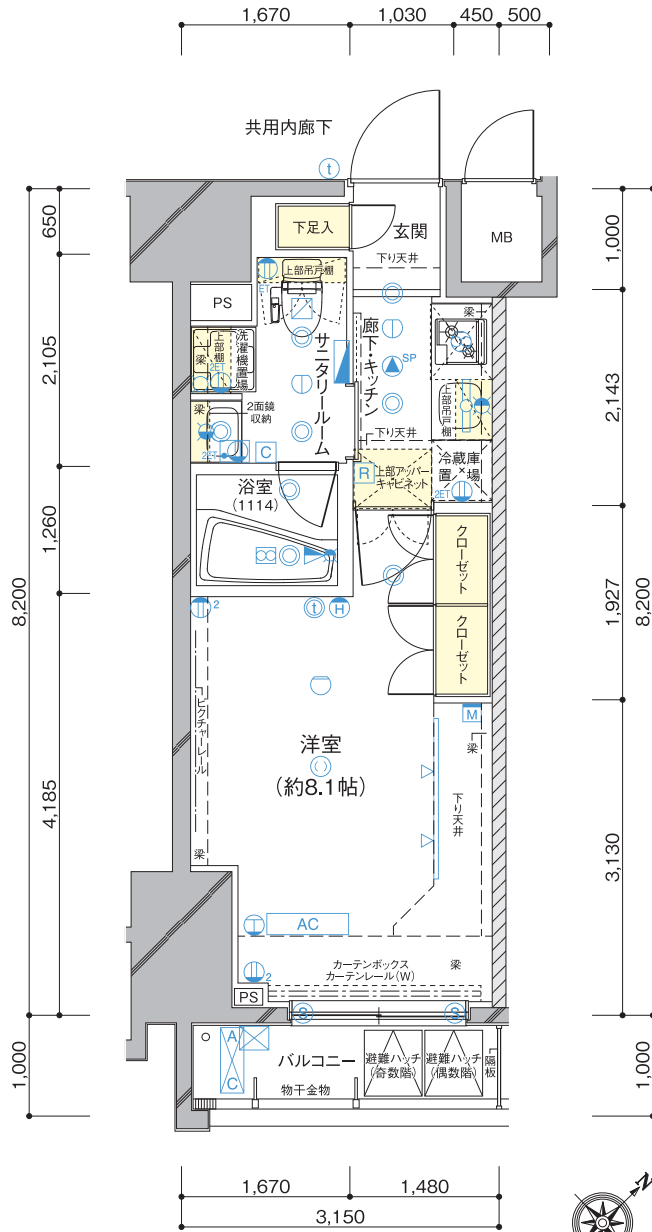 1,670
1,030
450
500
共用内廊下
t
下足入
玄関
MB
下り天井
650
1,000
上部吊戸棚
ET
PS
梁
廊下・キッチン
SP
サニタリールーム
洗濯機置場
上部棚
梁
2ET
2,105
2,143
上部吊戸棚
梁
2面鏡
収納
2ET
C
下り天井
R
上部アッパー
キャビネット
冷蔵庫
置場
2ET
浴室
(1114)
1,260
クローゼット
クローゼット
1,927
8,200
8,200
2
t
H
ピクチャーレール
M
梁
洋室
(約8.1帖)
下り天井
4,185
3,130
梁
AC
カーテンボックス
カーテンレール(W)
梁
2
PS
S
S
A
C
バルコニー
避難ハッチ
(奇数階)
避難ハッチ
(偶数階)
隔板
物干金物
1,000
1,000
1,670
1,480
3,150
N